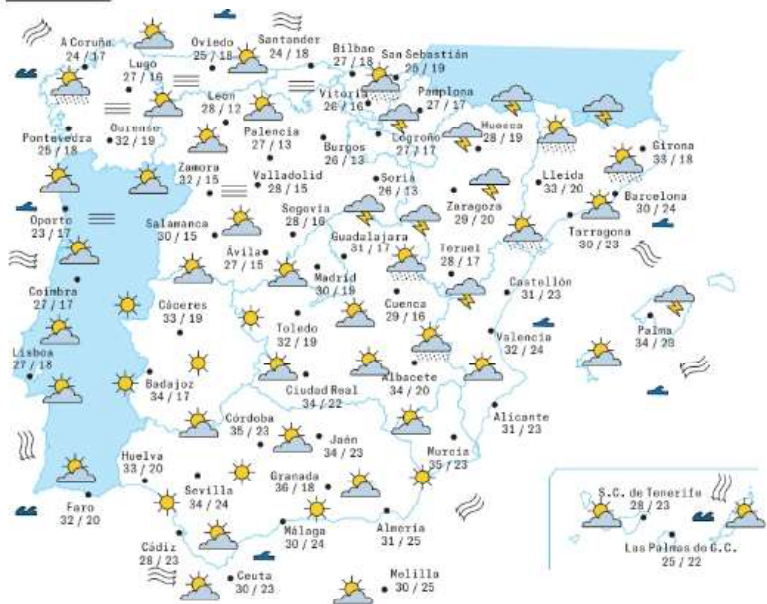 A Coruña
24 / 17
Lugo
27 / 16
Oviedo
25 / 18
Santander
24 / 18
Bilbao
27 / 18
San Sebastián
25 / 19
Vitoria
26 / 16
Pamplona
27 / 17
León
28 / 12
Palencia
27 / 13
Burgos
26 / 13
Logroño
27 / 17
Huesca
28 / 19
Girona
33 / 18
Pontevedra
25 / 18
Ourense
32 / 19
Zamora
32 / 15
Valladolid
28 / 15
Soria
26 / 13
Zaragoza
29 / 20
Lleida
33 / 20
Barcelona
30 / 24
Tarragona
30 / 23
Oporto
23 / 17
Salamanca
30 / 15
Segovia
28 / 16
Ávila
27 / 15
Guadalajara
31 / 17
Madrid
30 / 19
Teruel
28 / 17
Cuenca
29 / 16
Castellón
31 / 23
Coimbra
27 / 17
Cáceres
33 / 19
Toledo
32 / 19
Valencia
32 / 24
Palma
34 / 23
Lisboa
27 / 18
Badajoz
34 / 17
Ciudad Real
34 / 22
Albacete
34 / 20
Alicante
31 / 23
Córdoba
35 / 23
Jaén
34 / 23
Murcia
35 / 23
Huelva
33 / 20
Sevilla
34 / 24
Granada
36 / 18
Faro
32 / 20
Cádiz
28 / 23
Málaga
30 / 24
Almería
31 / 25
Ceuta
30 / 23
Melilla
30 / 25
S.C. de Tenerife
28 / 23
Las Palmas de G.C.
25 / 22